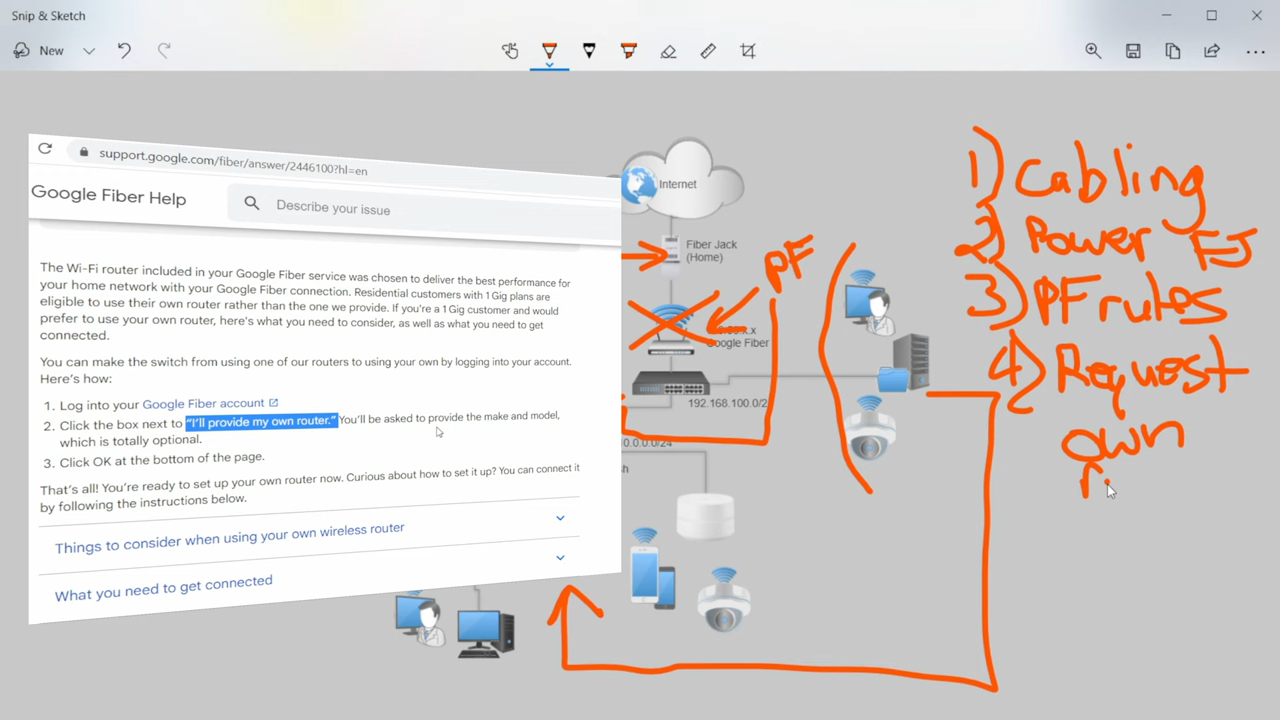 Snip & Sketch
New
support.google.com/fiber/answer/2446100?hl=en
Google Fiber Help
Describe your issue
The Wi-Fi router included in your Google Fiber service was chosen to deliver the best performance for
your home network with your Google Fiber connection. Residential customers with 1 Gig plans are
eligible to use their own router rather than the one we provide. If you're a 1 Gig customer and would
prefer to use your own router, here's what you need to consider, as well as what you need to get
connected.
You can make the switch from using one of our routers to using your own by logging into your account.
Here's how:
1. Log into your Google Fiber account
2. Click the box next to "I'll provide my own router." You'll be asked to provide the make and model,
which is totally optional.
3. Click OK at the bottom of the page.
That's all! You're ready to set up your own router now. Curious about how to set it up? You can connect it
by following the instructions below.
Things to consider when using your own wireless router
What you need to get connected
Internet
Fiber Jack
(Home)
PF
Google Fiber
192.168.100.0/2
0.0.0.0/24
1) Cabling
2) Power FJ
3) PF rules
4) Request
own
r